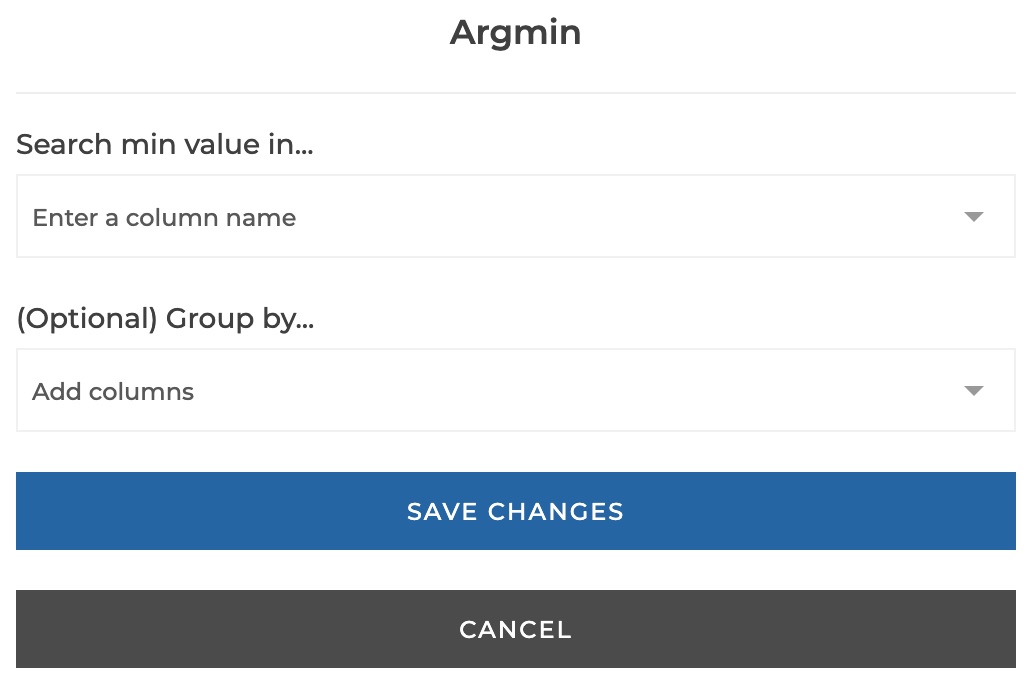 Argmin
Search min value in...
Enter a column name
(Optional) Group by...
Add columns
SAVE CHANGES
CANCEL